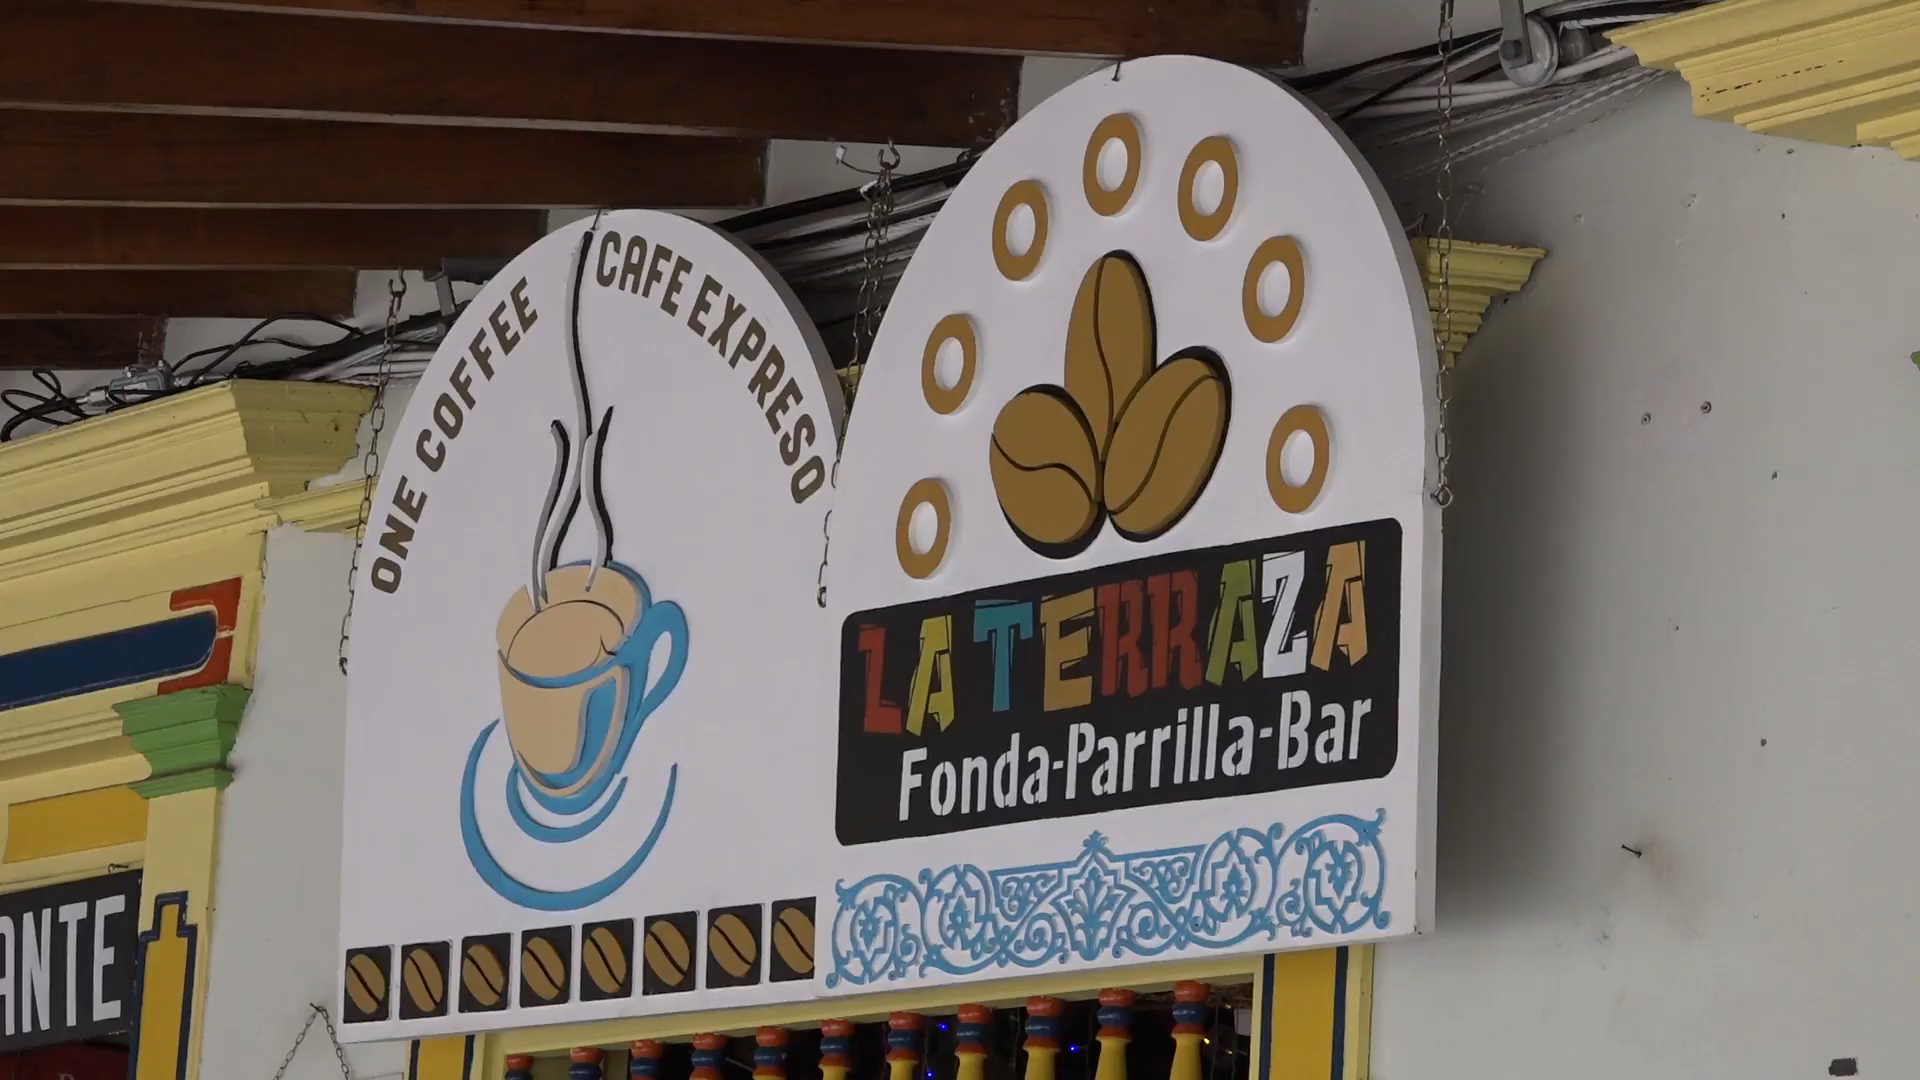 ONE COFFEE
CAFE EXPRESO
LA TERRAZA
Fonda-Parrilla-Bar
ANTE